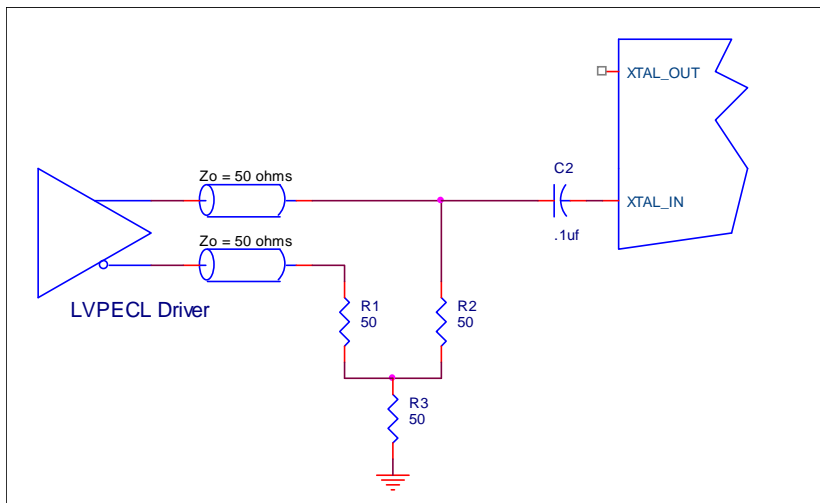 XTAL_OUT
C2
Zo = 50 ohms
XTAL_IN
.1uf
Zo = 50 ohms
LVPECL Driver
R1
50
R2
50
R3
50